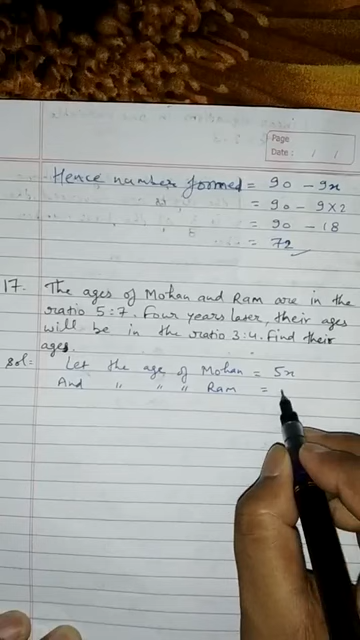 Page
Date : / /
Hence number formed = 90 - 9x
= 90 - 9×2
= 90 - 18
= 72
17. The ages of Mohan and Ram are in the
ratio 5:7. Four years later, their ages
will be in the ratio 3:4. Find their
ages.
Sol:- Let the age of Mohan = 5x
And " " " Ram =